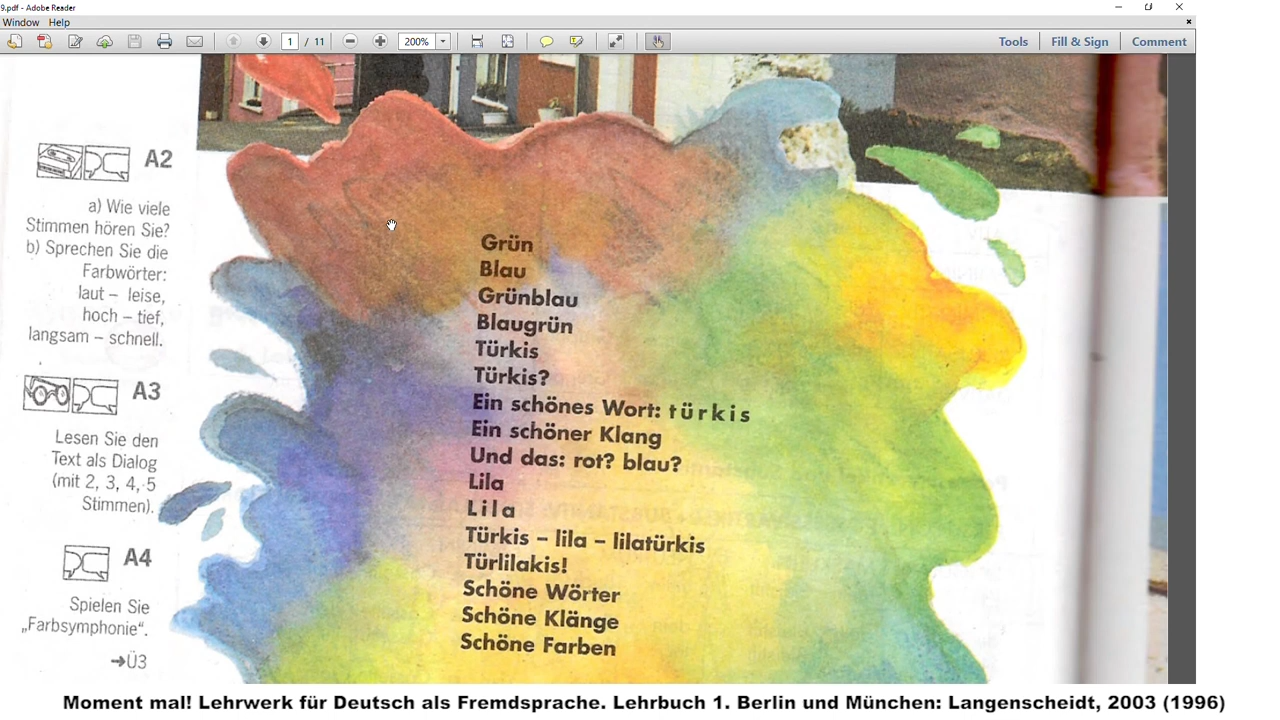 9.pdf - Adobe Reader
Window Help
1 / 11
200%
Tools
Fill & Sign
Comment
A2
a) Wie viele
Stimmen hören Sie?
b) Sprechen Sie die
Farbwörter:
laut – leise,
hoch – tief,
langsam – schnell.
A3
Lesen Sie den
Text als Dialog
(mit 2, 3, 4, 5
Stimmen).
A4
Spielen Sie
„Farbsymphonie“.
➔Ü3
Grün
Blau
Grünblau
Blaugrün
Türkis
Türkis?
Ein schönes Wort: t ü r k i s
Ein schöner Klang
Und das: rot? blau?
Lila
L i l a
Türkis – lila – lilatürkis
Türlilakis!
Schöne Wörter
Schöne Klänge
Schöne Farben
Moment mal! Lehrwerk für Deutsch als Fremdsprache. Lehrbuch 1. Berlin und München: Langenscheidt, 2003 (1996)